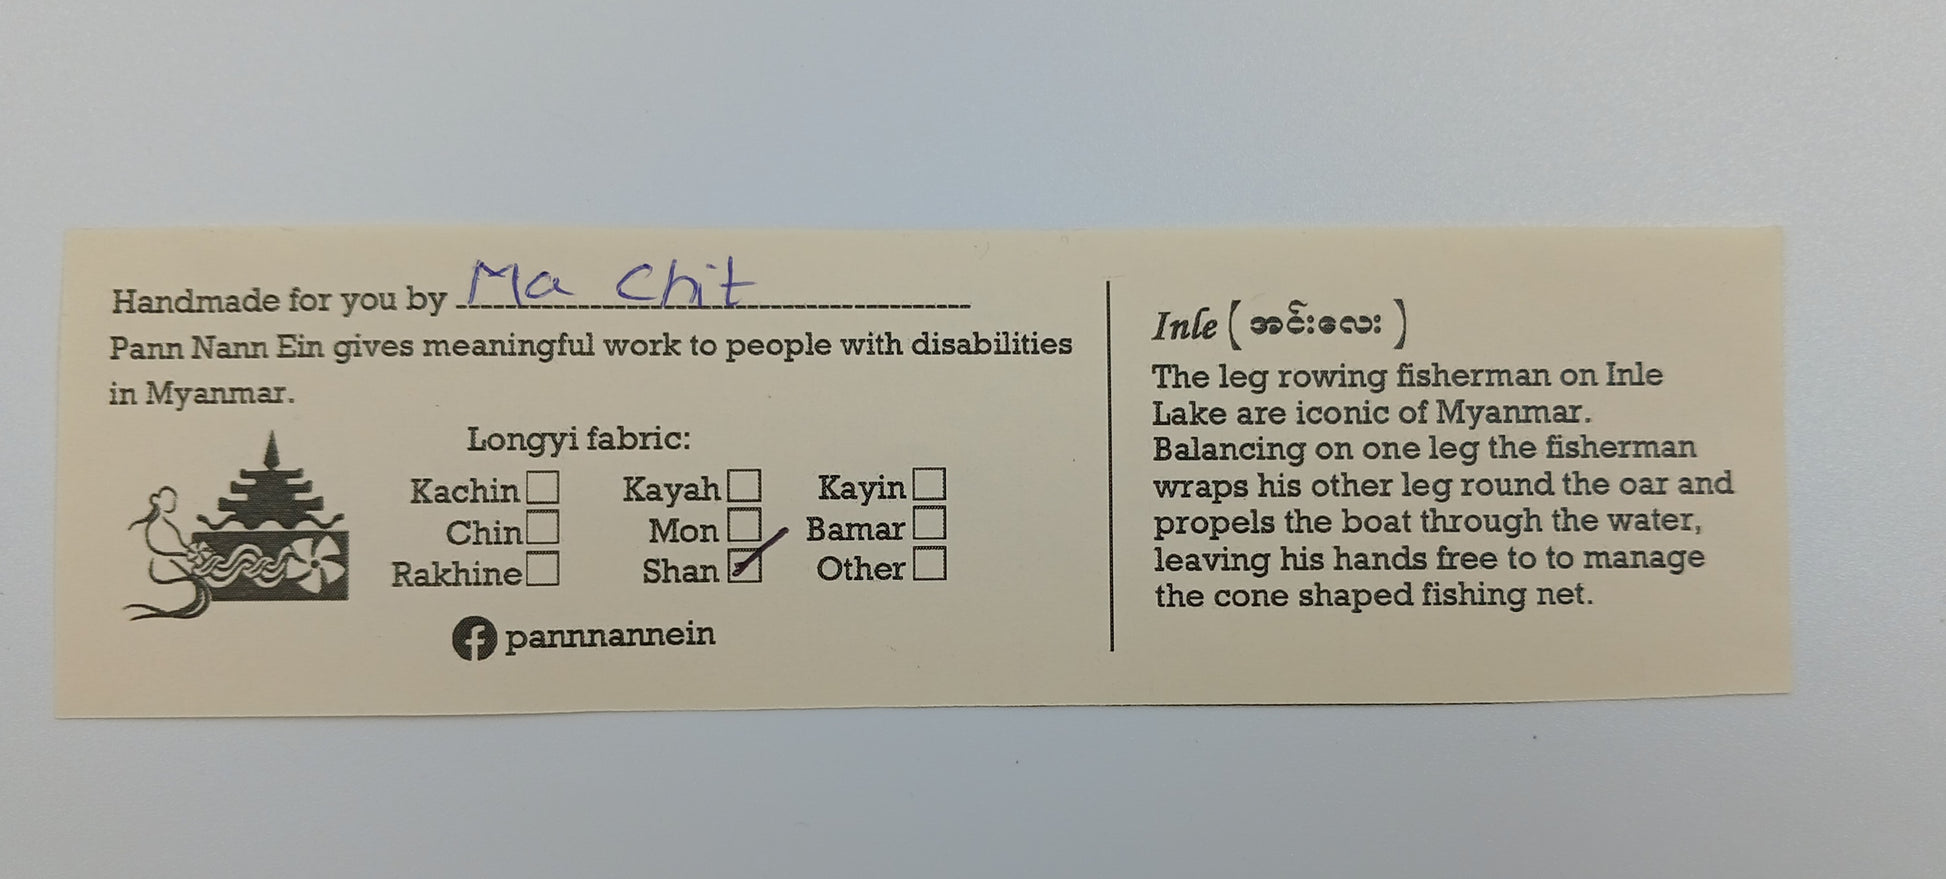 Handmade for you by Ma Chit
Pann Nann Ein gives meaningful work to people with disabilities
in Myanmar.
Longyi fabric:
Kachin Kayah Kayin
Chin Mon Bamar
Rakhine Shan Other
pannnannein
Inle (အင်းလေး)
The leg rowing fisherman on Inle
Lake are iconic of Myanmar.
Balancing on one leg the fisherman
wraps his other leg round the oar and
propels the boat through the water,
leaving his hands free to to manage
the cone shaped fishing net.